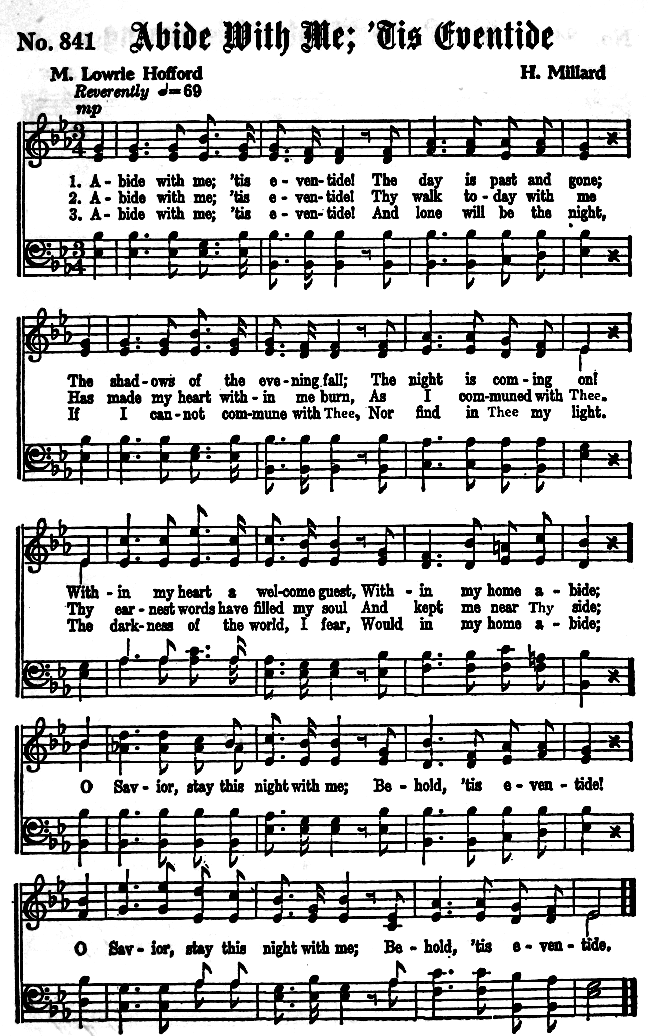 No. 841 Abide With Me; 'Tis Eventide
M. Lowrie Hofford H. Millard
Reverently ♩= 69
mp
1. A - bide with me; 'tis e - ven - tide! The day is past and gone;
2. A - bide with me; 'tis e - ven - tide! Thy walk to - day with me
3. A - bide with me; 'tis e - ven - tide! And lone will be the night,
The shad - ows of the eve - ning fall; The night is com - ing on!
Has made my heart with - in me burn, As I com - muned with Thee.
If I can - not com - mune with Thee, Nor find in Thee my light.
With - in my heart a wel - come guest, With - in my home a - bide;
Thy ear - nest words have filled my soul And kept me near Thy side;
The dark - ness of the world, I fear, Would in my home a - bide;
O Sav - ior, stay this night with me; Be - hold, 'tis e - ven - tide!
O Sav - ior, stay this night with me; Be - hold, 'tis e - ven - tide.